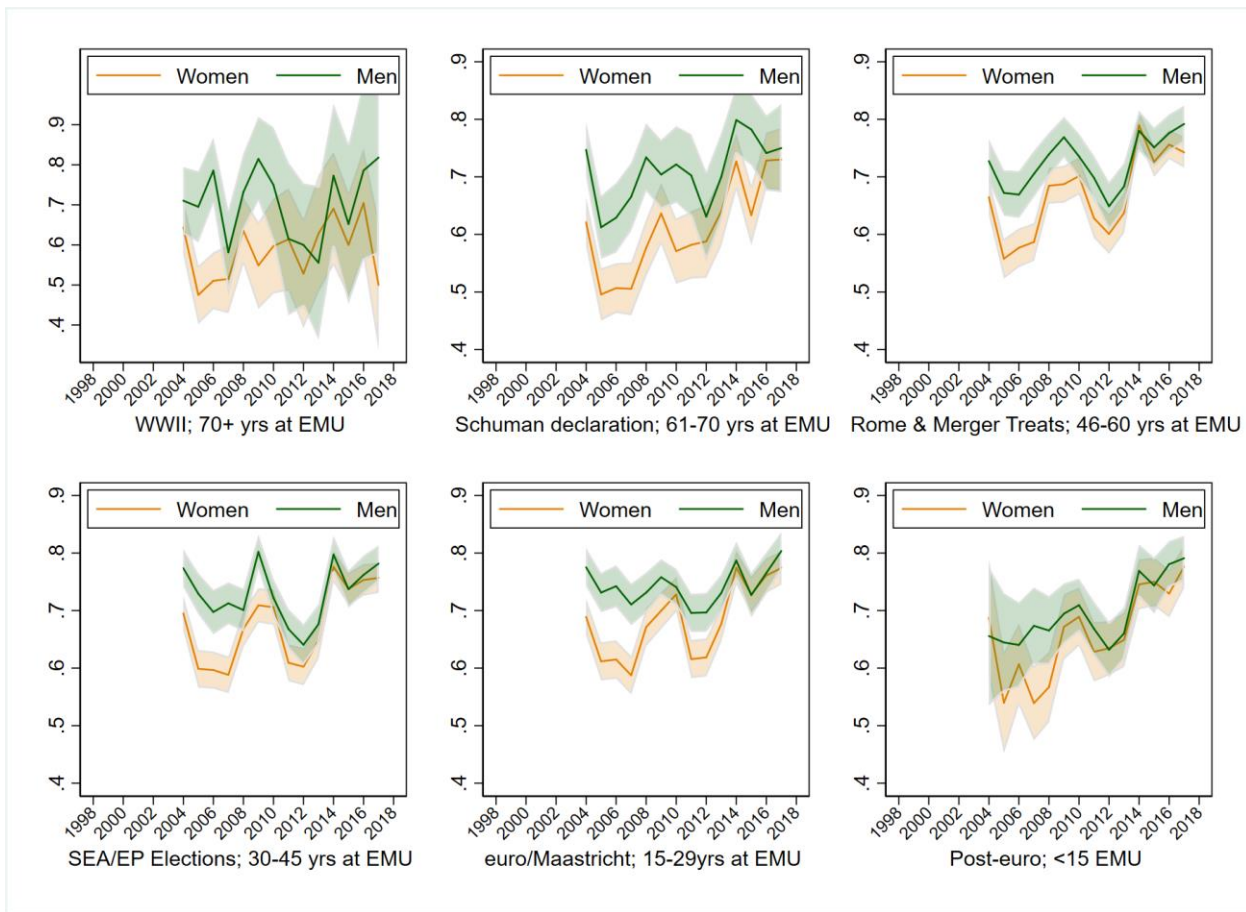 Women Men
.9
.8
.7
.6
.5
.4
1998 2000 2002 2004 2006 2008 2010 2012 2014 2016 2018
WWII; 70+ yrs at EMU
Women Men
.9
.8
.7
.6
.5
.4
1998 2000 2002 2004 2006 2008 2010 2012 2014 2016 2018
Schuman declaration; 61-70 yrs at EMU
Women Men
.9
.8
.7
.6
.5
.4
1998 2000 2002 2004 2006 2008 2010 2012 2014 2016 2018
Rome & Merger Treats; 46-60 yrs at EMU
Women Men
.9
.8
.7
.6
.5
.4
1998 2000 2002 2004 2006 2008 2010 2012 2014 2016 2018
SEA/EP Elections; 30-45 yrs at EMU
Women Men
.9
.8
.7
.6
.5
.4
1998 2000 2002 2004 2006 2008 2010 2012 2014 2016 2018
euro/Maastricht; 15-29yrs at EMU
Women Men
.9
.8
.7
.6
.5
.4
1998 2000 2002 2004 2006 2008 2010 2012 2014 2016 2018
Post-euro; <15 EMU